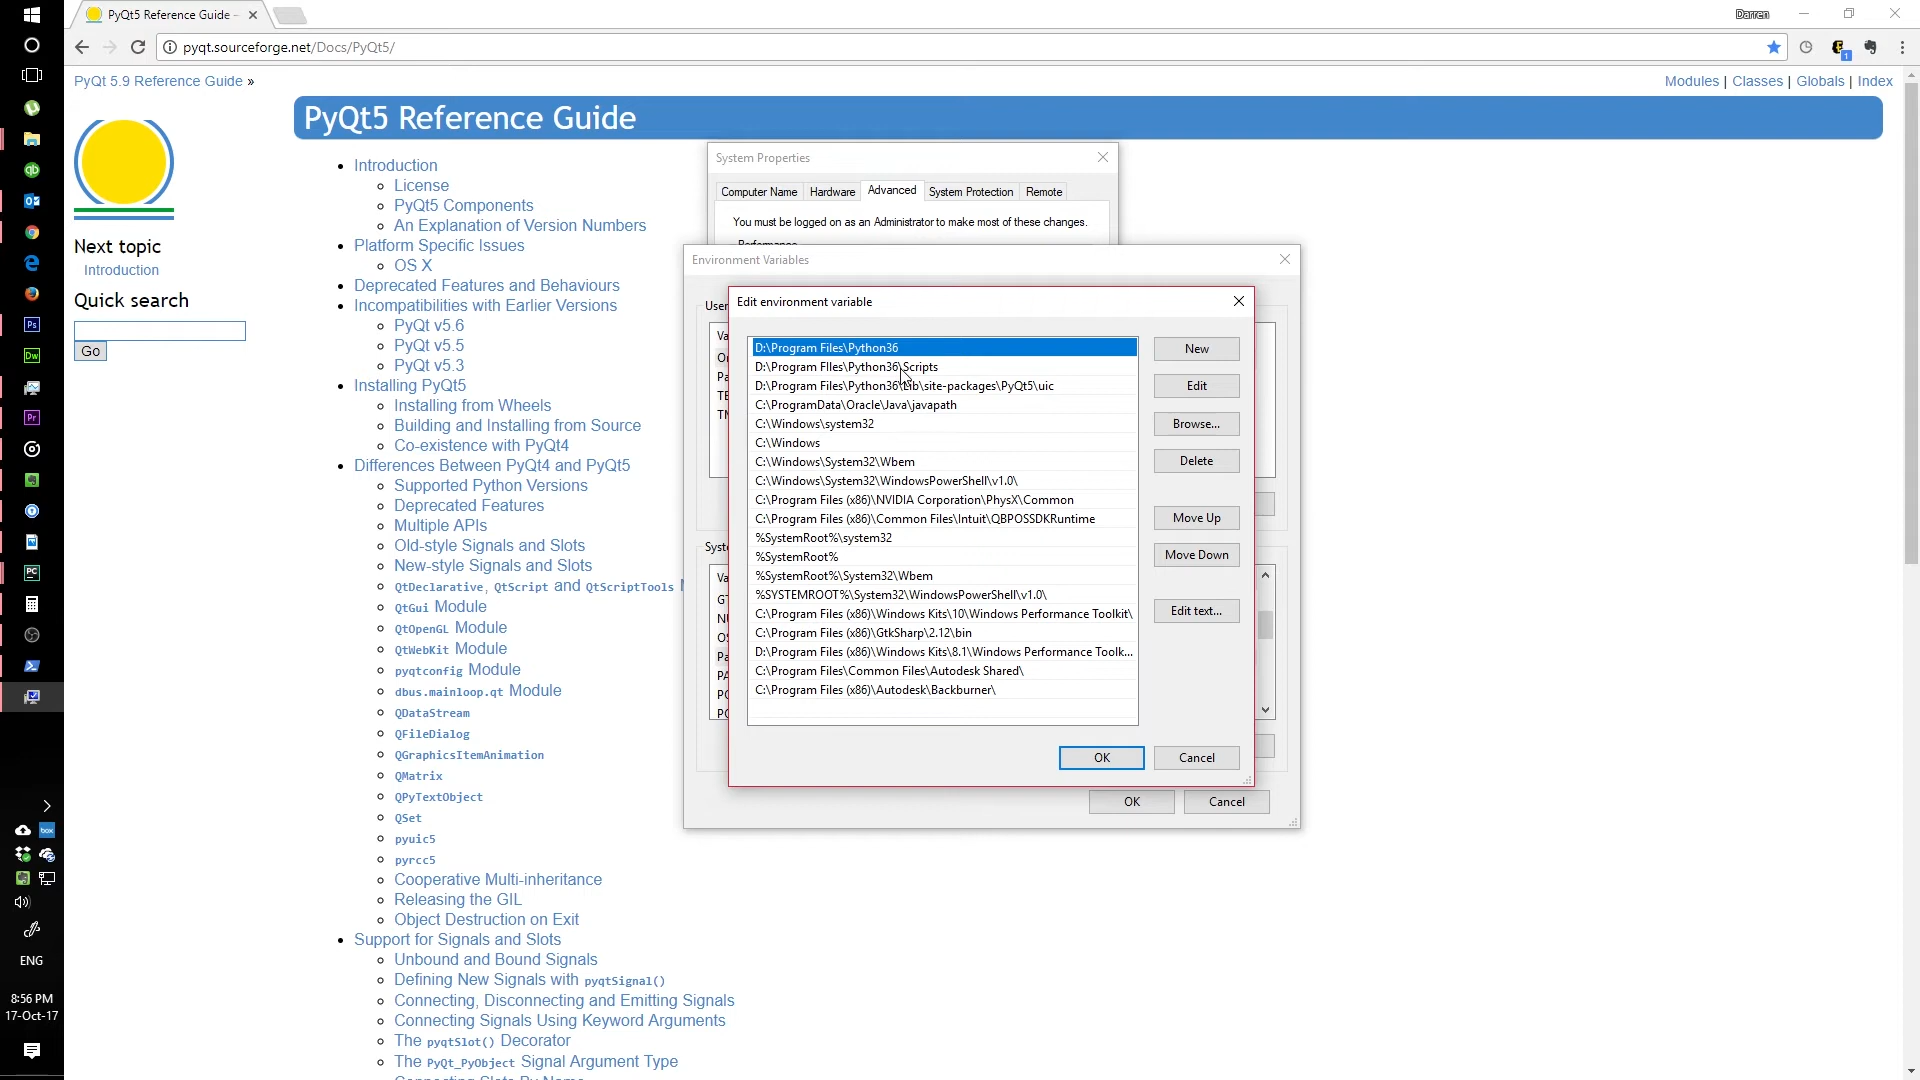 PyQt5 Reference Guide -
Darren
pyqt.sourceforge.net/Docs/PyQt5/
1
PyQt 5.9 Reference Guide »
Modules | Classes | Globals | Index
PyQt5 Reference Guide
Next topic
Introduction
Quick search
Go
Introduction
License
PyQt5 Components
An Explanation of Version Numbers
Platform Specific Issues
OS X
Deprecated Features and Behaviours
Incompatibilities with Earlier Versions
PyQt v5.6
PyQt v5.5
PyQt v5.3
Installing PyQt5
Installing from Wheels
Building and Installing from Source
Co-existence with PyQt4
Differences Between PyQt4 and PyQt5
Supported Python Versions
Deprecated Features
Multiple APIs
Old-style Signals and Slots
New-style Signals and Slots
QtDeclarative, QtScript and QtScriptTools
QtGui Module
QtOpenGL Module
QtWebKit Module
pyqtconfig Module
dbus.mainloop.qt Module
QDataStream
QFileDialog
QGraphicsItemAnimation
QMatrix
QPyTextObject
QSet
pyuic5
pyrcc5
Cooperative Multi-inheritance
Releasing the GIL
Object Destruction on Exit
Support for Signals and Slots
Unbound and Bound Signals
Defining New Signals with pyqtSignal()
Connecting, Disconnecting and Emitting Signals
Connecting Signals Using Keyword Arguments
The pyqtSlot() Decorator
The PyQt_PyObject Signal Argument Type
System Properties
Computer Name
Hardware
Advanced
System Protection
Remote
You must be logged on as an Administrator to make most of these changes.
Environment Variables
Edit environment variable
D:\Program Files\Python36
D:\Program FIles\Python36\Scripts
D:\Program Files\Python36\Lib\site-packages\PyQt5\uic
C:\ProgramData\Oracle\Java\javapath
C:\Windows\system32
C:\Windows
C:\Windows\System32\Wbem
C:\Windows\System32\WindowsPowerShell\v1.0\
C:\Program Files (x86)\NVIDIA Corporation\PhysX\Common
C:\Program Files (x86)\Common Files\Intuit\QBPOSSDKRuntime
%SystemRoot%\system32
%SystemRoot%
%SystemRoot%\System32\Wbem
%SYSTEMROOT%\System32\WindowsPowerShell\v1.0\
C:\Program Files (x86)\Windows Kits\10\Windows Performance Toolkit\
C:\Program Files (x86)\GtkSharp\2.12\bin
D:\Program Files (x86)\Windows Kits\8.1\Windows Performance Toolk...
C:\Program Files\Common Files\Autodesk Shared\
C:\Program Files (x86)\Autodesk\Backburner\
New
Edit
Browse...
Delete
Move Up
Move Down
Edit text...
OK
Cancel
OK
Cancel
qb
Ps
Dw
Pr
PC
box
ENG
8:56 PM
17-Oct-17